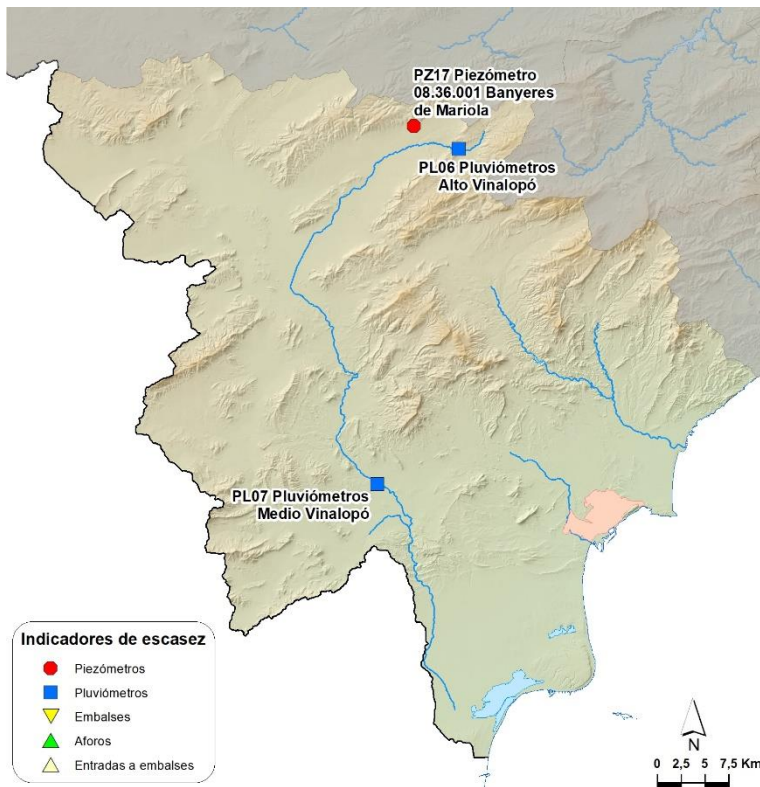 PZ17 Piezómetro
08.36.001 Banyeres
de Mariola
PL06 Pluviómetros
Alto Vinalopó
PL07 Pluviómetros
Medio Vinalopó
Indicadores de escasez
Piezómetros
Pluviómetros
Embalses
Aforos
Entradas a embalses
N
0 2,5 5 7,5 Km